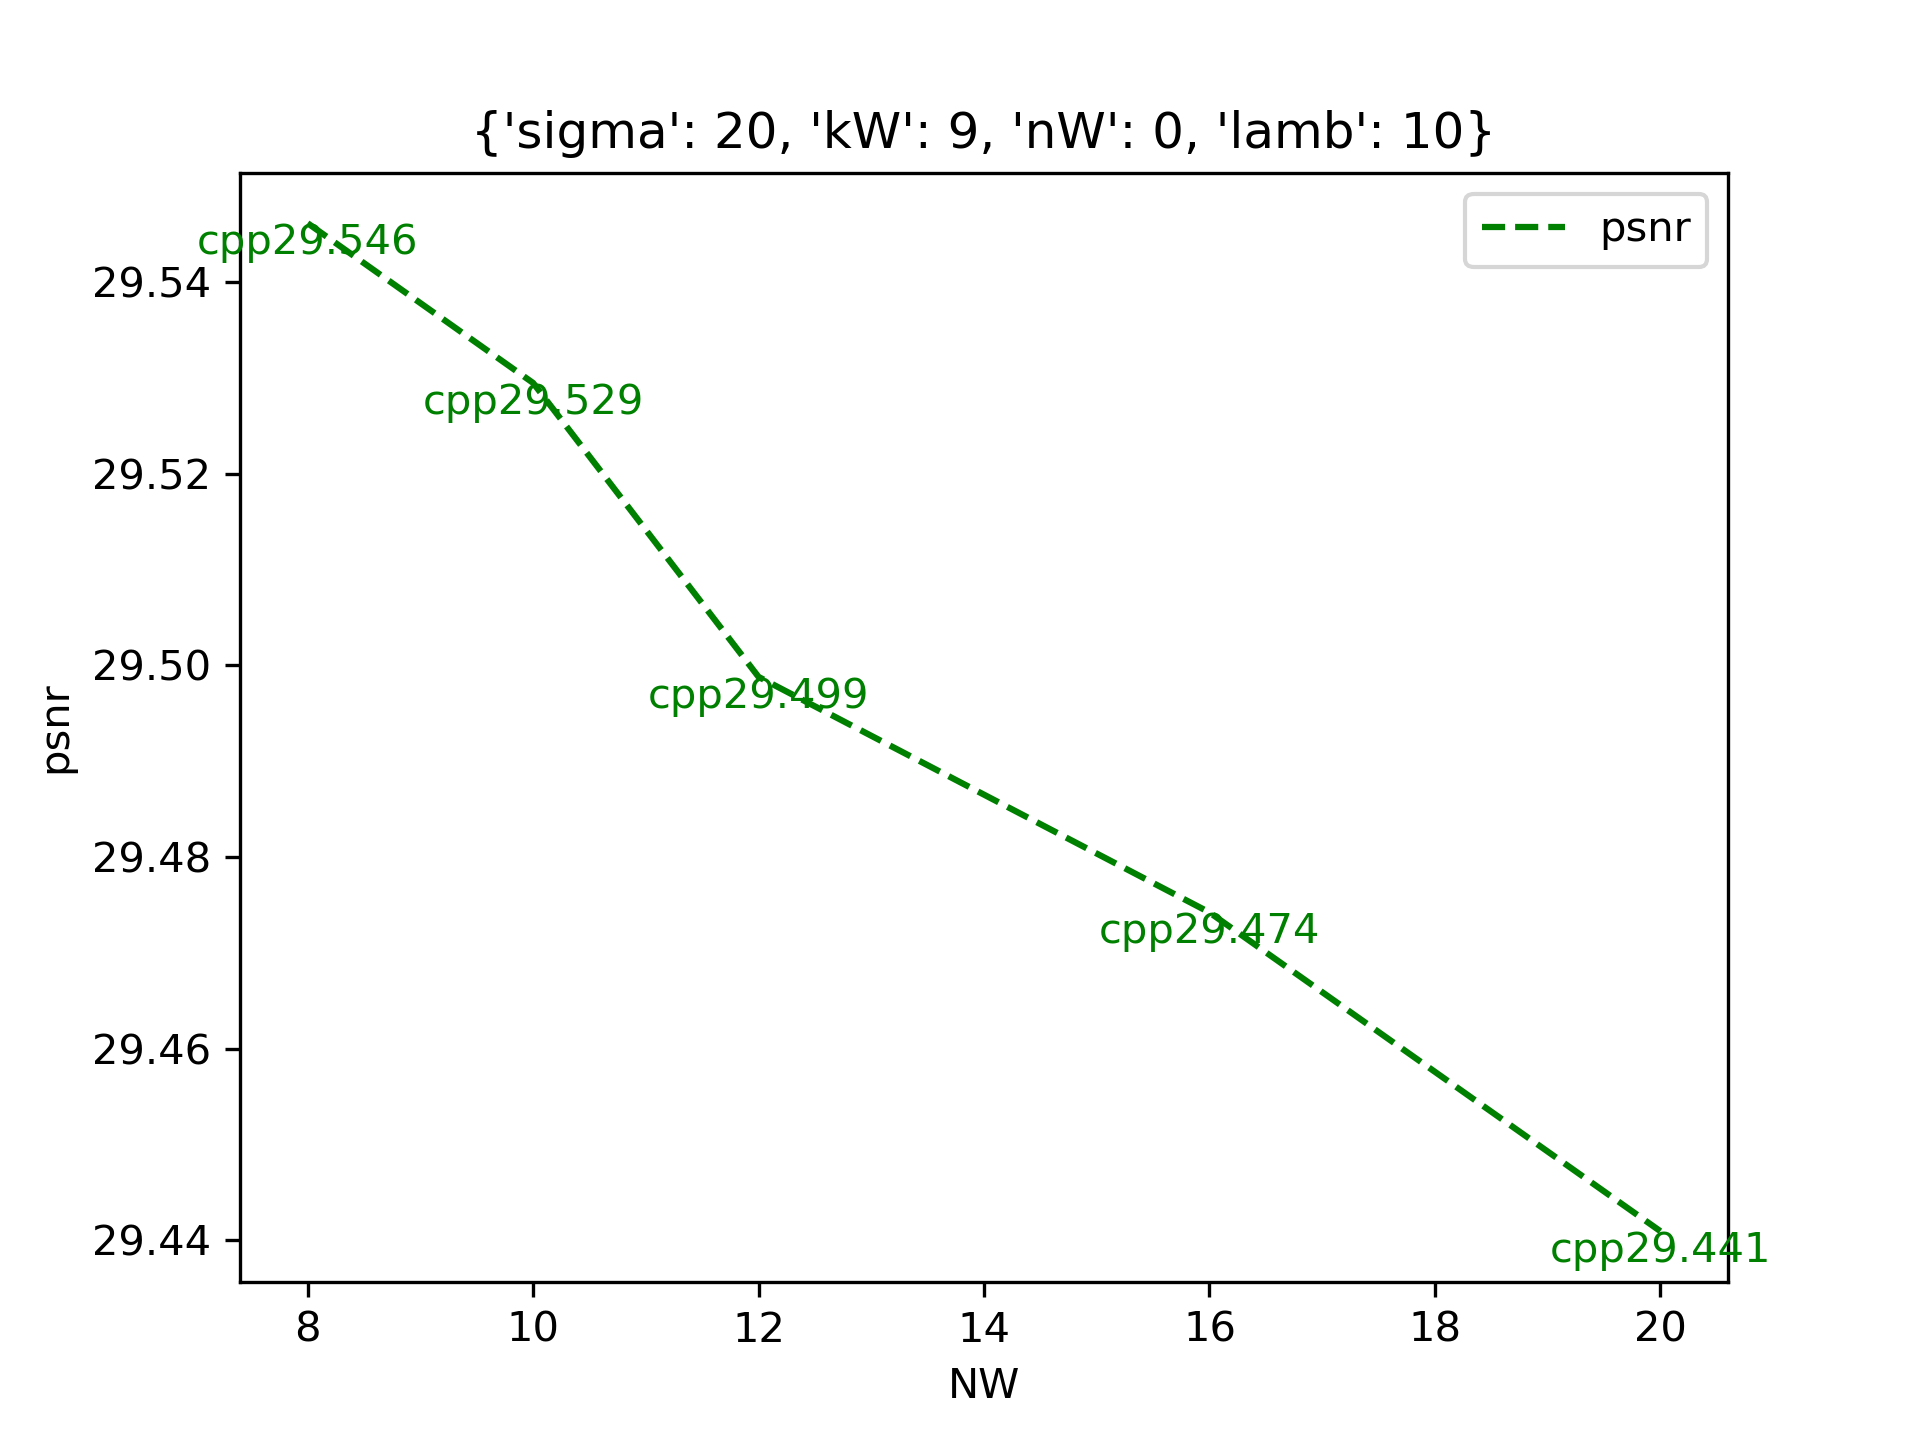 {'sigma': 20, 'kW': 9, 'nW': 0, 'lamb': 10}
psnr
cpp29.546
29.54
cpp29.529
29.52
29.50
cpp29.499
psnr
29.48
cpp29.474
29.46
29.44
cpp29.441
8 10 12 14 16 18 20
NW